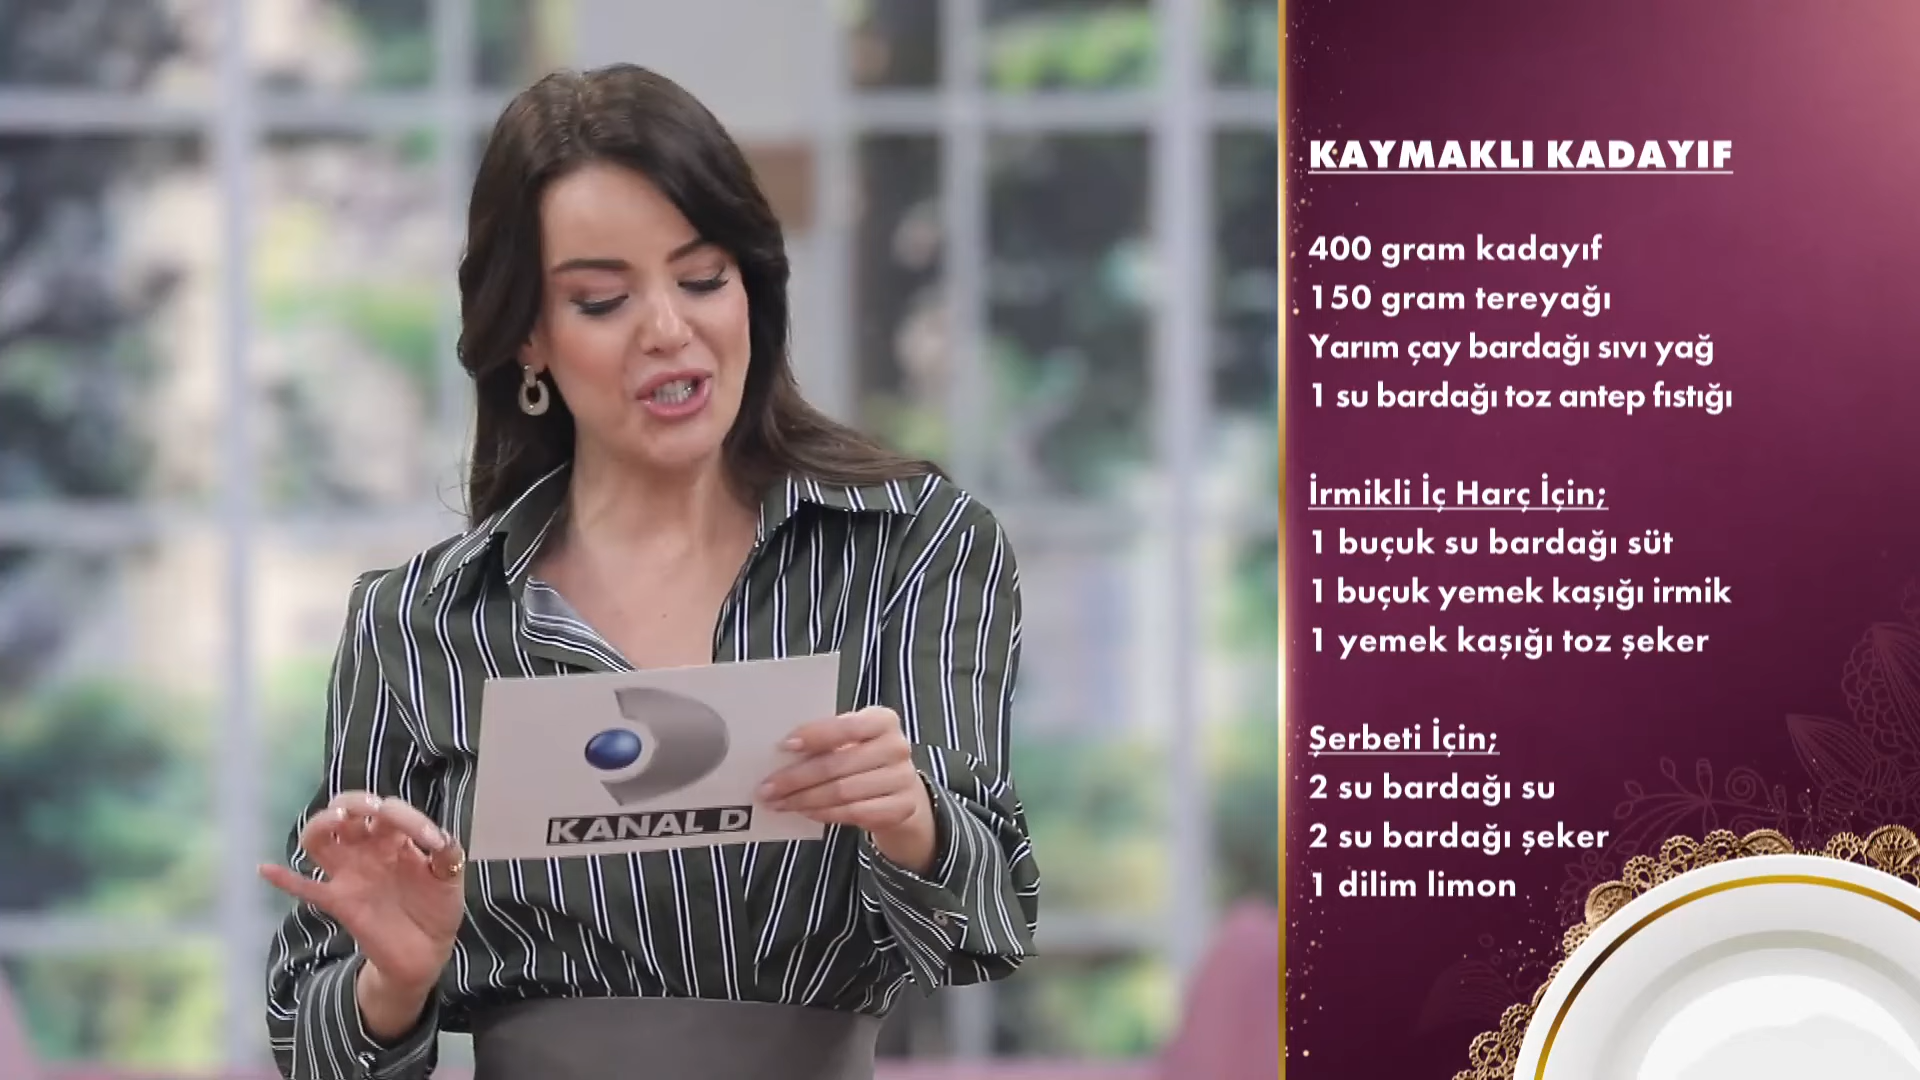 KAYMAKLI KADAYIF
400 gram kadayıf
150 gram tereyağı
Yarım çay bardağı sıvı yağ
1 su bardağı toz antep fıstığı
İrmikli İç Harç İçin;
1 buçuk su bardağı süt
1 buçuk yemek kaşığı irmik
1 yemek kaşığı toz şeker
Şerbeti İçin;
2 su bardağı su
2 su bardağı şeker
1 dilim limon
KANAL D